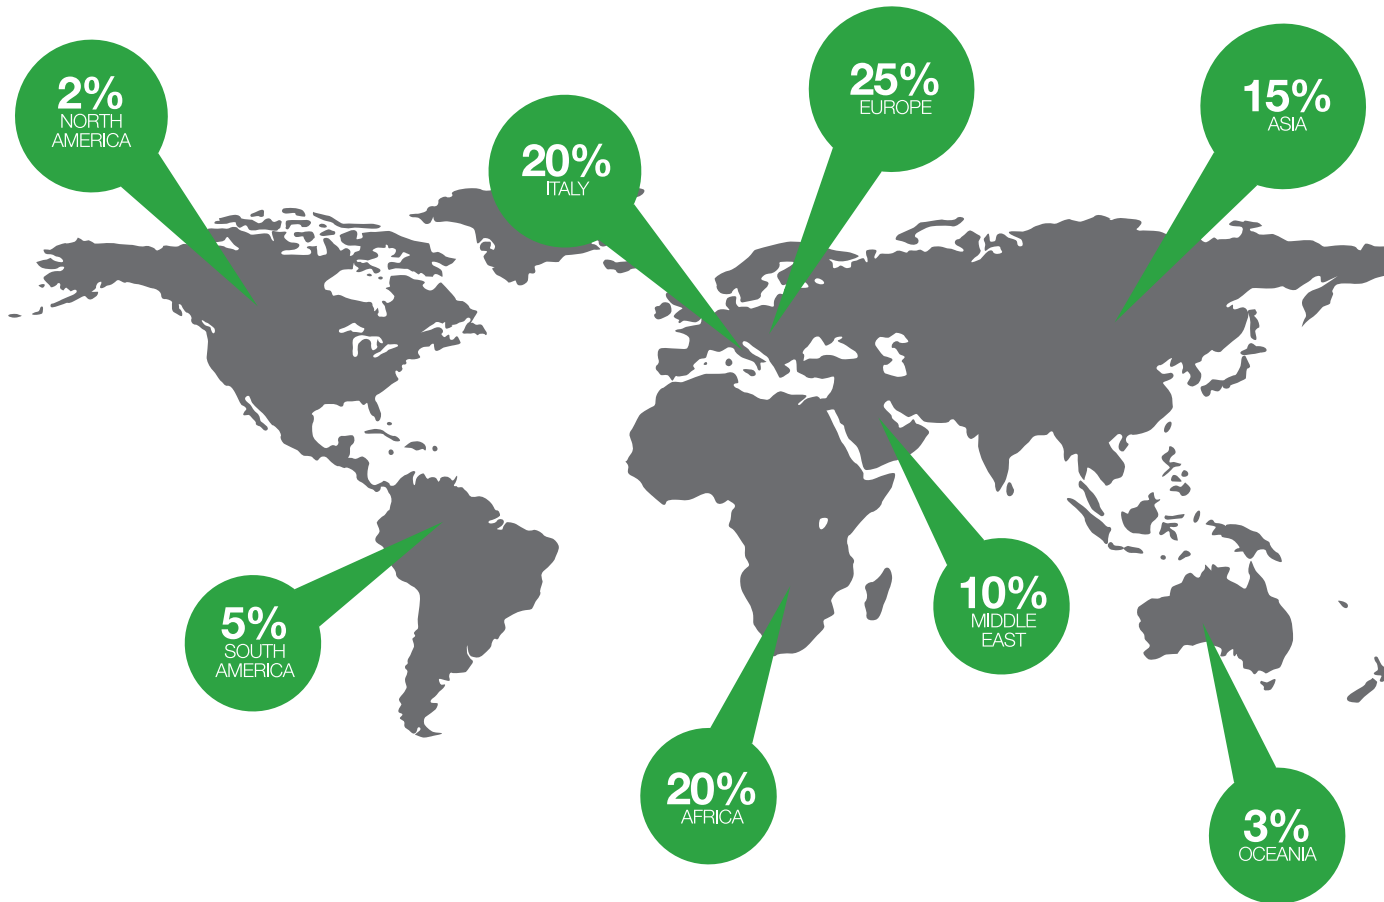 2%
NORTH
AMERICA
20%
ITALY
25%
EUROPE
15%
ASIA
5%
SOUTH
AMERICA
20%
AFRICA
10%
MIDDLE
EAST
3%
OCEANIA